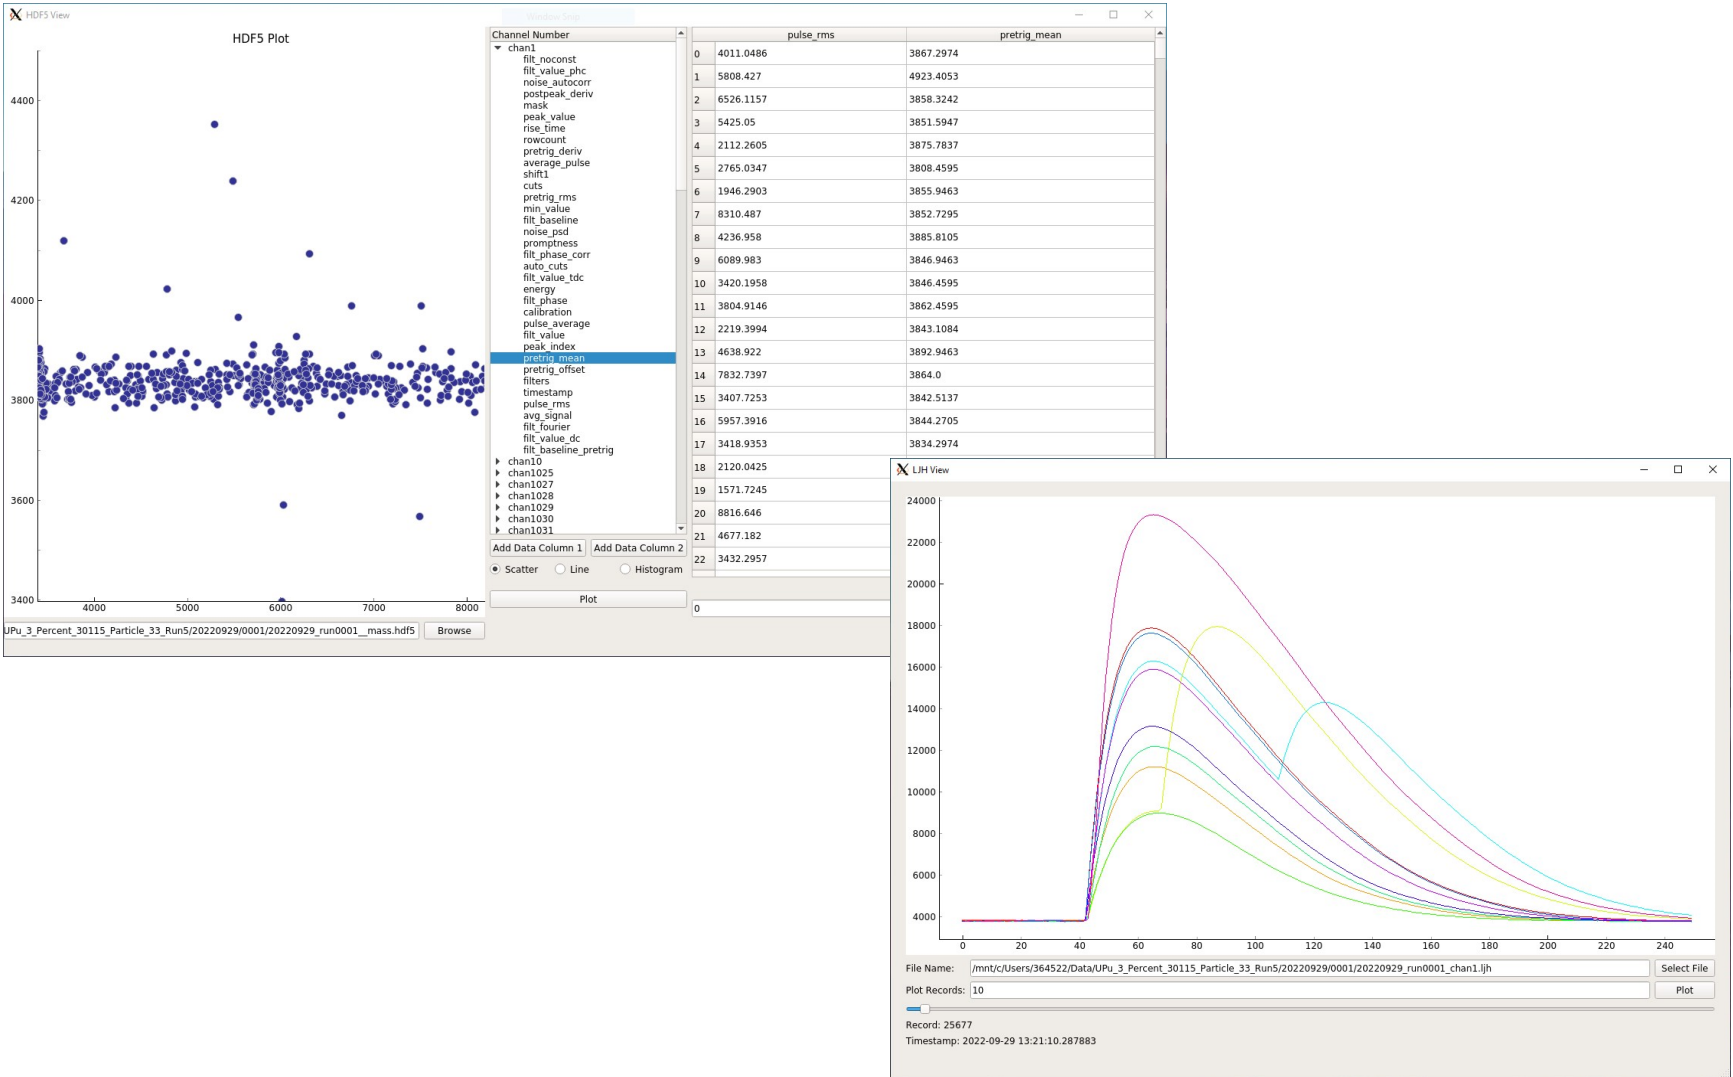 HDF5 View
HDF5 Plot
4400
4200
4000
3800
3600
3400
4000 5000 6000 7000 8000
UPu_3_Percent_30115_Particle_33_Run5/20220929/0001/20220929_run0001__mass.hdf5 Browse
Channel Number
chan1
filt_noconst
filt_value_phc
noise_autocorr
postpeak_deriv
mask
peak_value
rise_time
rowcount
pretrig_deriv
average_pulse
shift1
cuts
pretrig_rms
min_value
filt_baseline
noise_psd
promptness
filt_phase_corr
auto_cuts
filt_value_tdc
energy
filt_phase
calibration
pulse_average
filt_value
peak_index
pretrig_mean
pretrig_offset
filters
timestamp
pulse_rms
avg_signal
filt_fourier
filt_value_dc
filt_baseline_pretrig
chan10
chan1025
chan1027
chan1028
chan1029
chan1030
chan1031
Add Data Column 1 Add Data Column 2
Scatter Line Histogram
Plot
pulse_rms pretrig_mean
0 4011.0486 3867.2974
1 5808.427 4923.4053
2 6526.1157 3858.3242
3 5425.05 3851.5947
4 2112.2605 3875.7837
5 2765.0347 3808.4595
6 1946.2903 3855.9463
7 8310.487 3852.7295
8 4236.958 3885.8105
9 6089.983 3846.9463
10 3420.1958 3846.4595
11 3804.9146 3862.4595
12 2219.3994 3843.1084
13 4638.922 3892.9463
14 7832.7397 3864.0
15 3407.7253 3842.5137
16 5957.3916 3844.2705
17 3418.9353 3834.2974
18 2120.0425
19 1571.7245
20 8816.646
21 4677.182
22 3432.2957
0
LJH View
24000
22000
20000
18000
16000
14000
12000
10000
8000
6000
4000
0 20 40 60 80 100 120 140 160 180 200 220 240
File Name: /mnt/c/Users/364522/Data/UPu_3_Percent_30115_Particle_33_Run5/20220929/0001/20220929_run0001_chan1.ljh Select File
Plot Records: 10 Plot
Record: 25677
Timestamp: 2022-09-29 13:21:10.287883